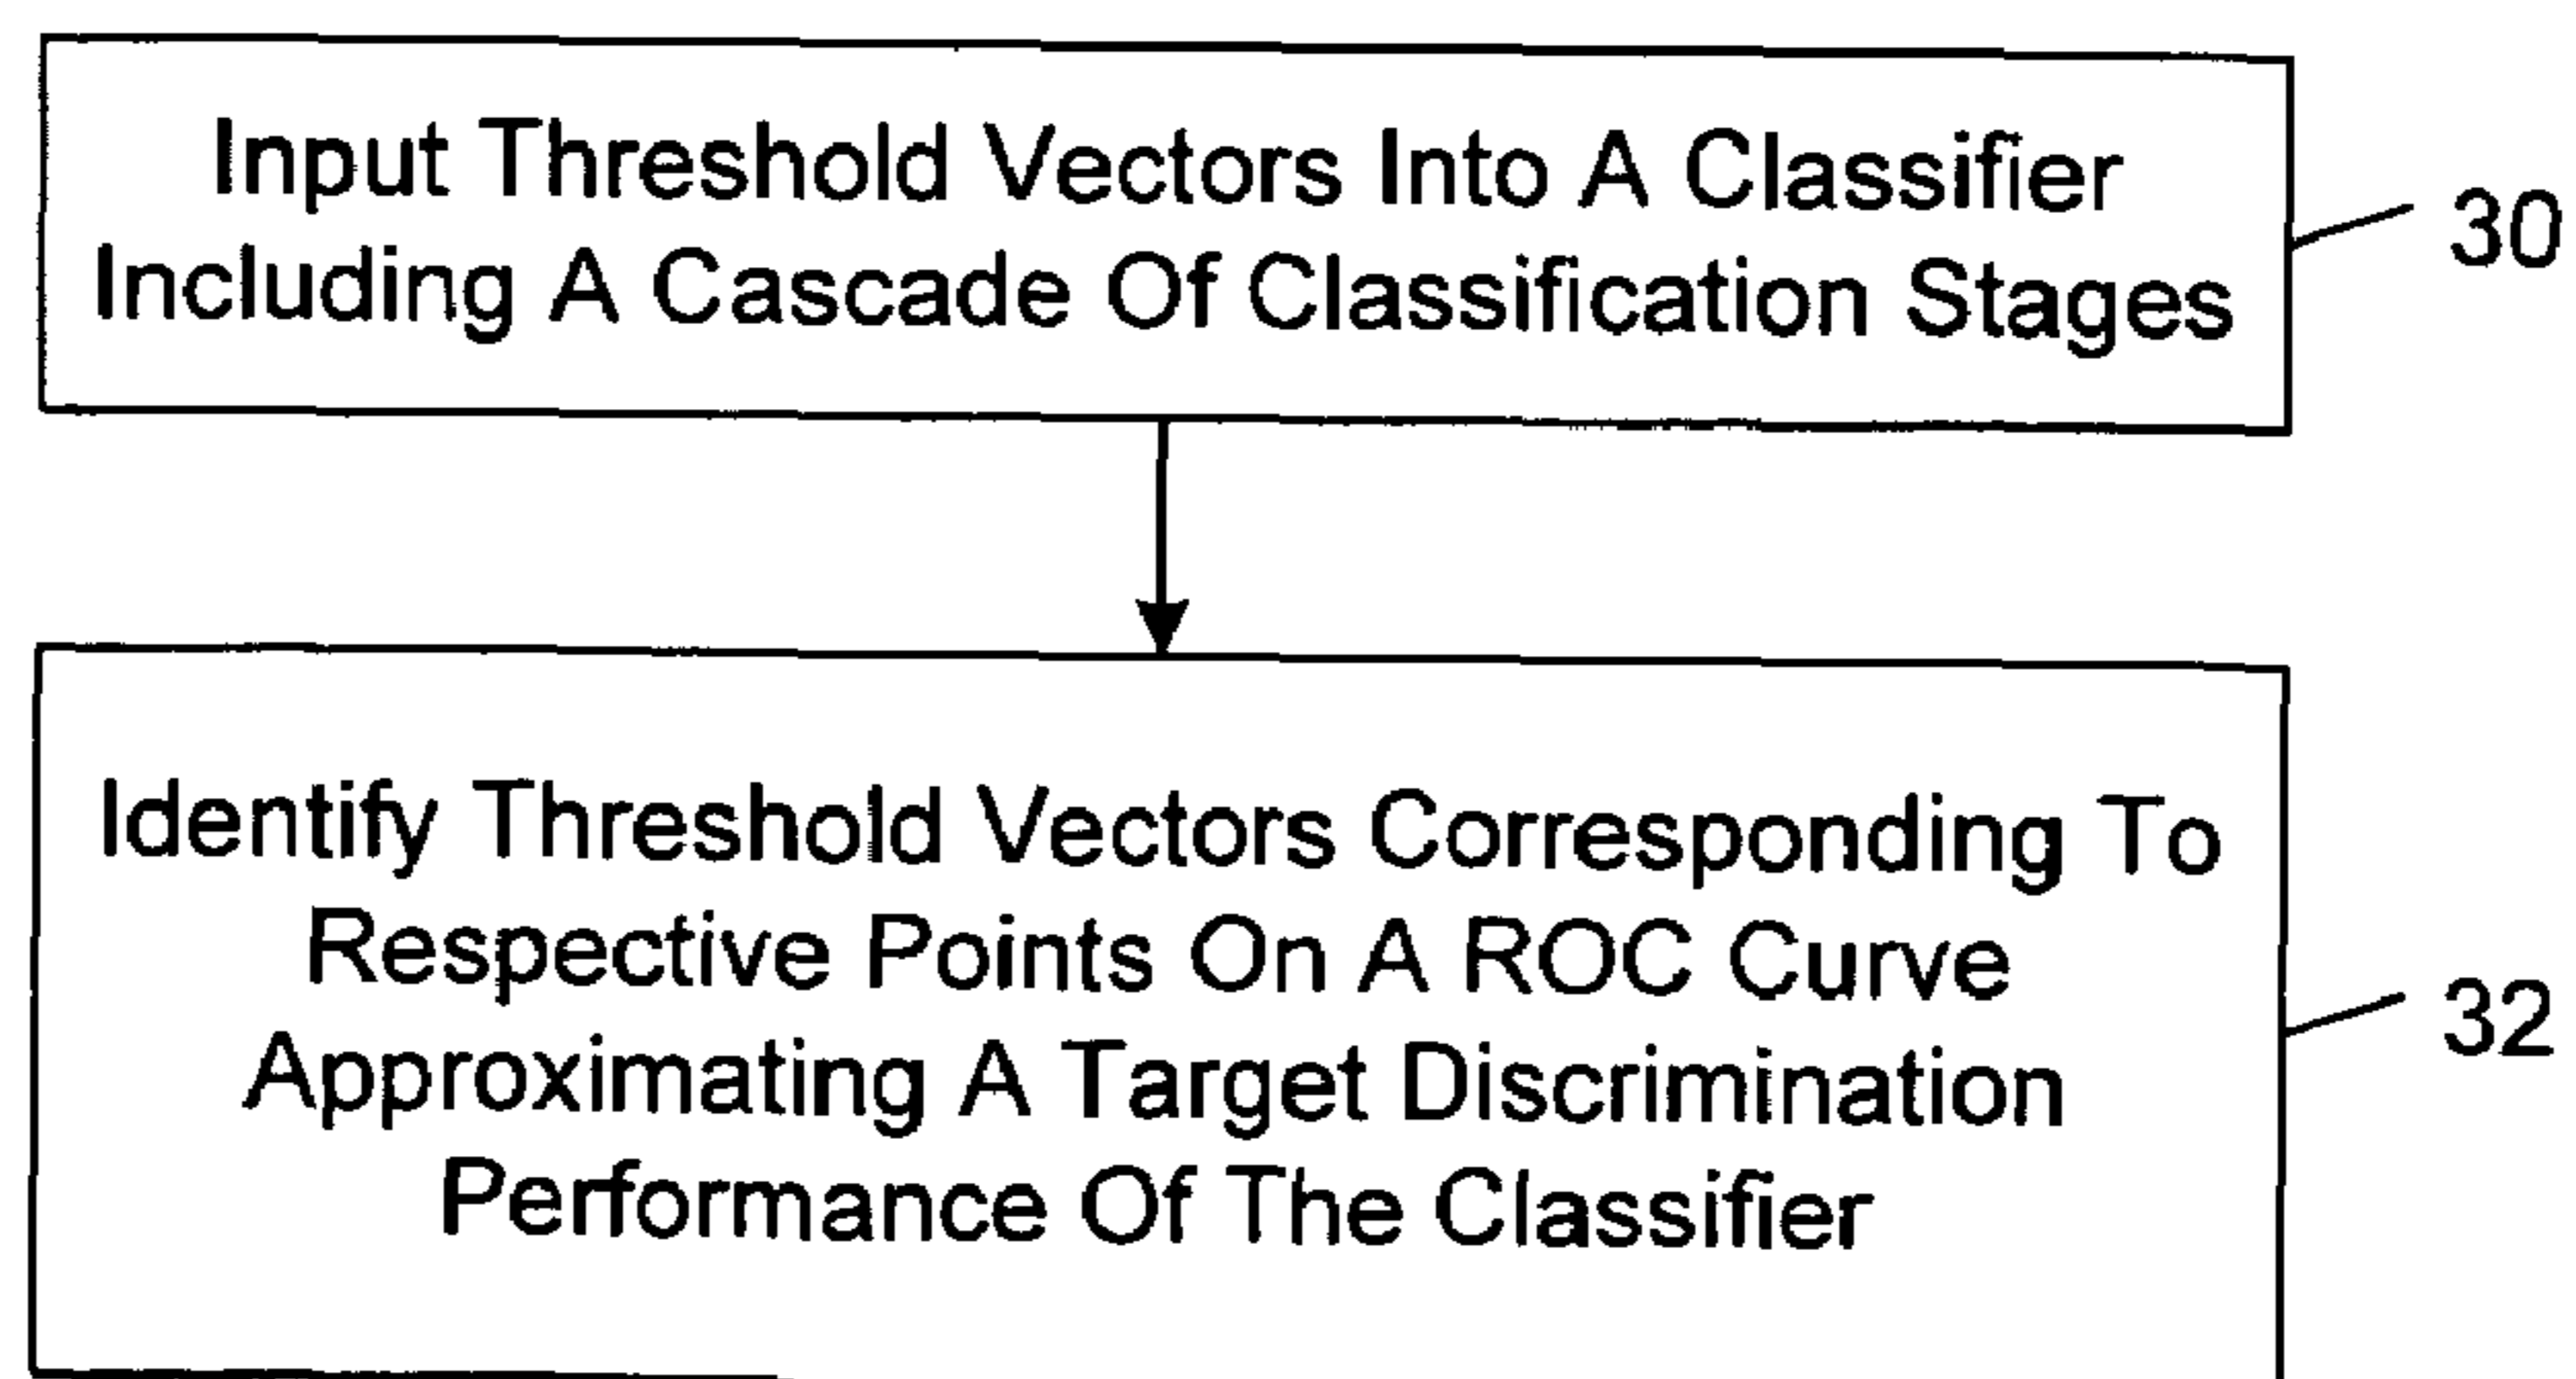 Input Threshold Vectors Into A Classifier
Including A Cascade Of Classification Stages
30
Identify Threshold Vectors Corresponding To
Respective Points On A ROC Curve
Approximating A Target Discrimination
Performance Of The Classifier
32